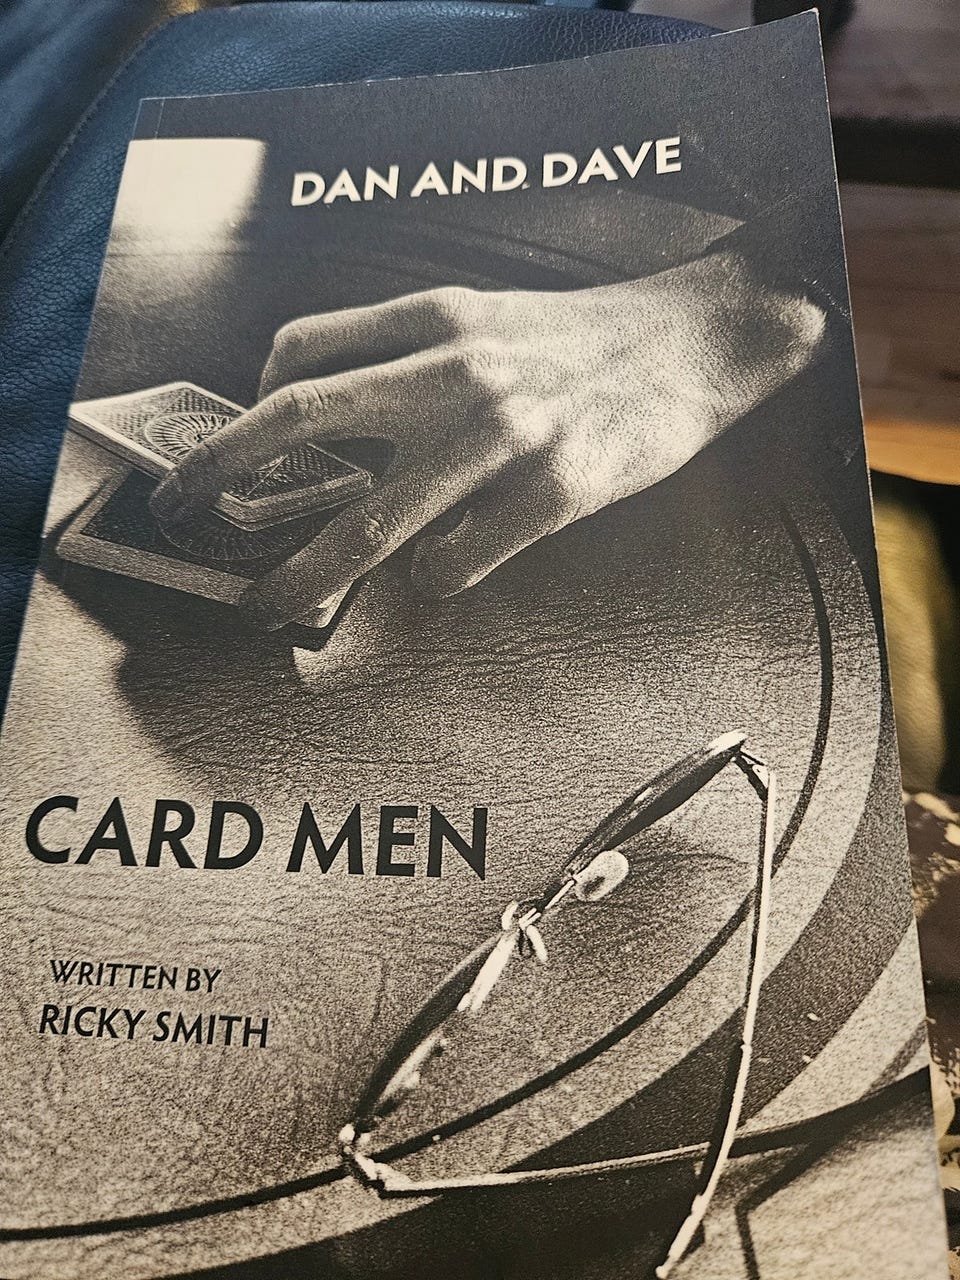 DAN AND DAVE
CARD MEN
WRITTEN BY
RICKY SMITH